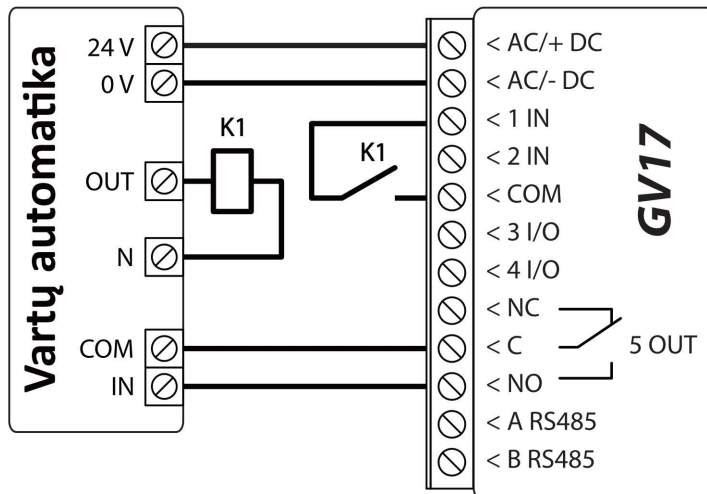 Vartų automatika
24 V
0 V
OUT
N
COM
IN
K1
K1
< AC/+ DC
< AC/- DC
< 1 IN
< 2 IN
< COM
< 3 I/O
< 4 I/O
< NC
< C
< NO
< A RS485
< B RS485
5 OUT
GV17